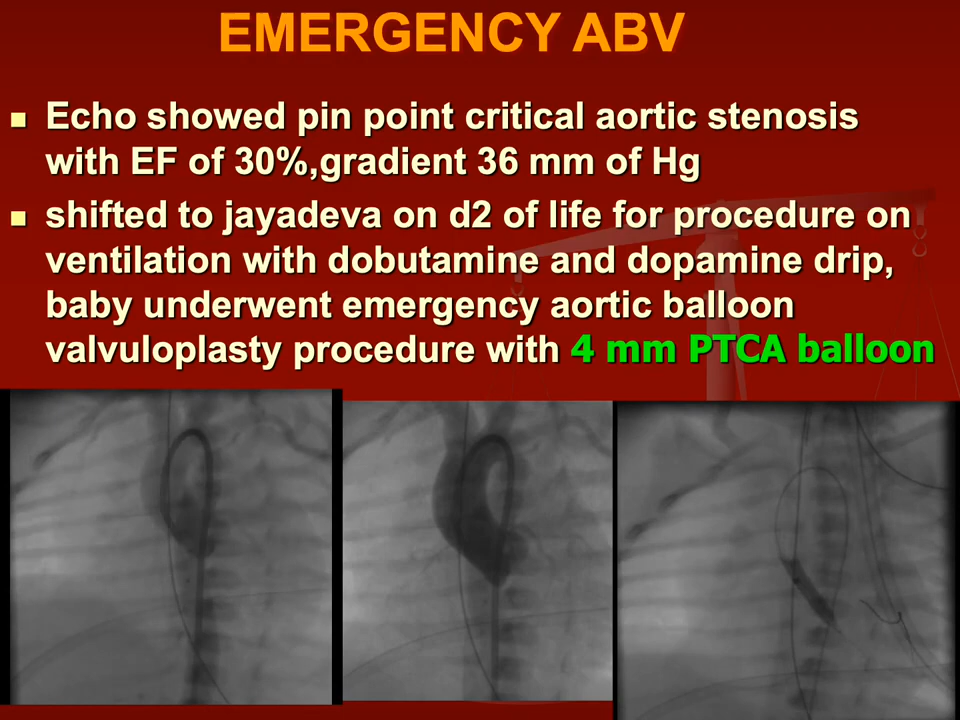 EMERGENCY ABV
Echo showed pin point critical aortic stenosis
with EF of 30%,gradient 36 mm of Hg
shifted to jayadeva on d2 of life for procedure on
ventilation with dobutamine and dopamine drip,
baby underwent emergency aortic balloon
valvuloplasty procedure with 4 mm PTCA balloon